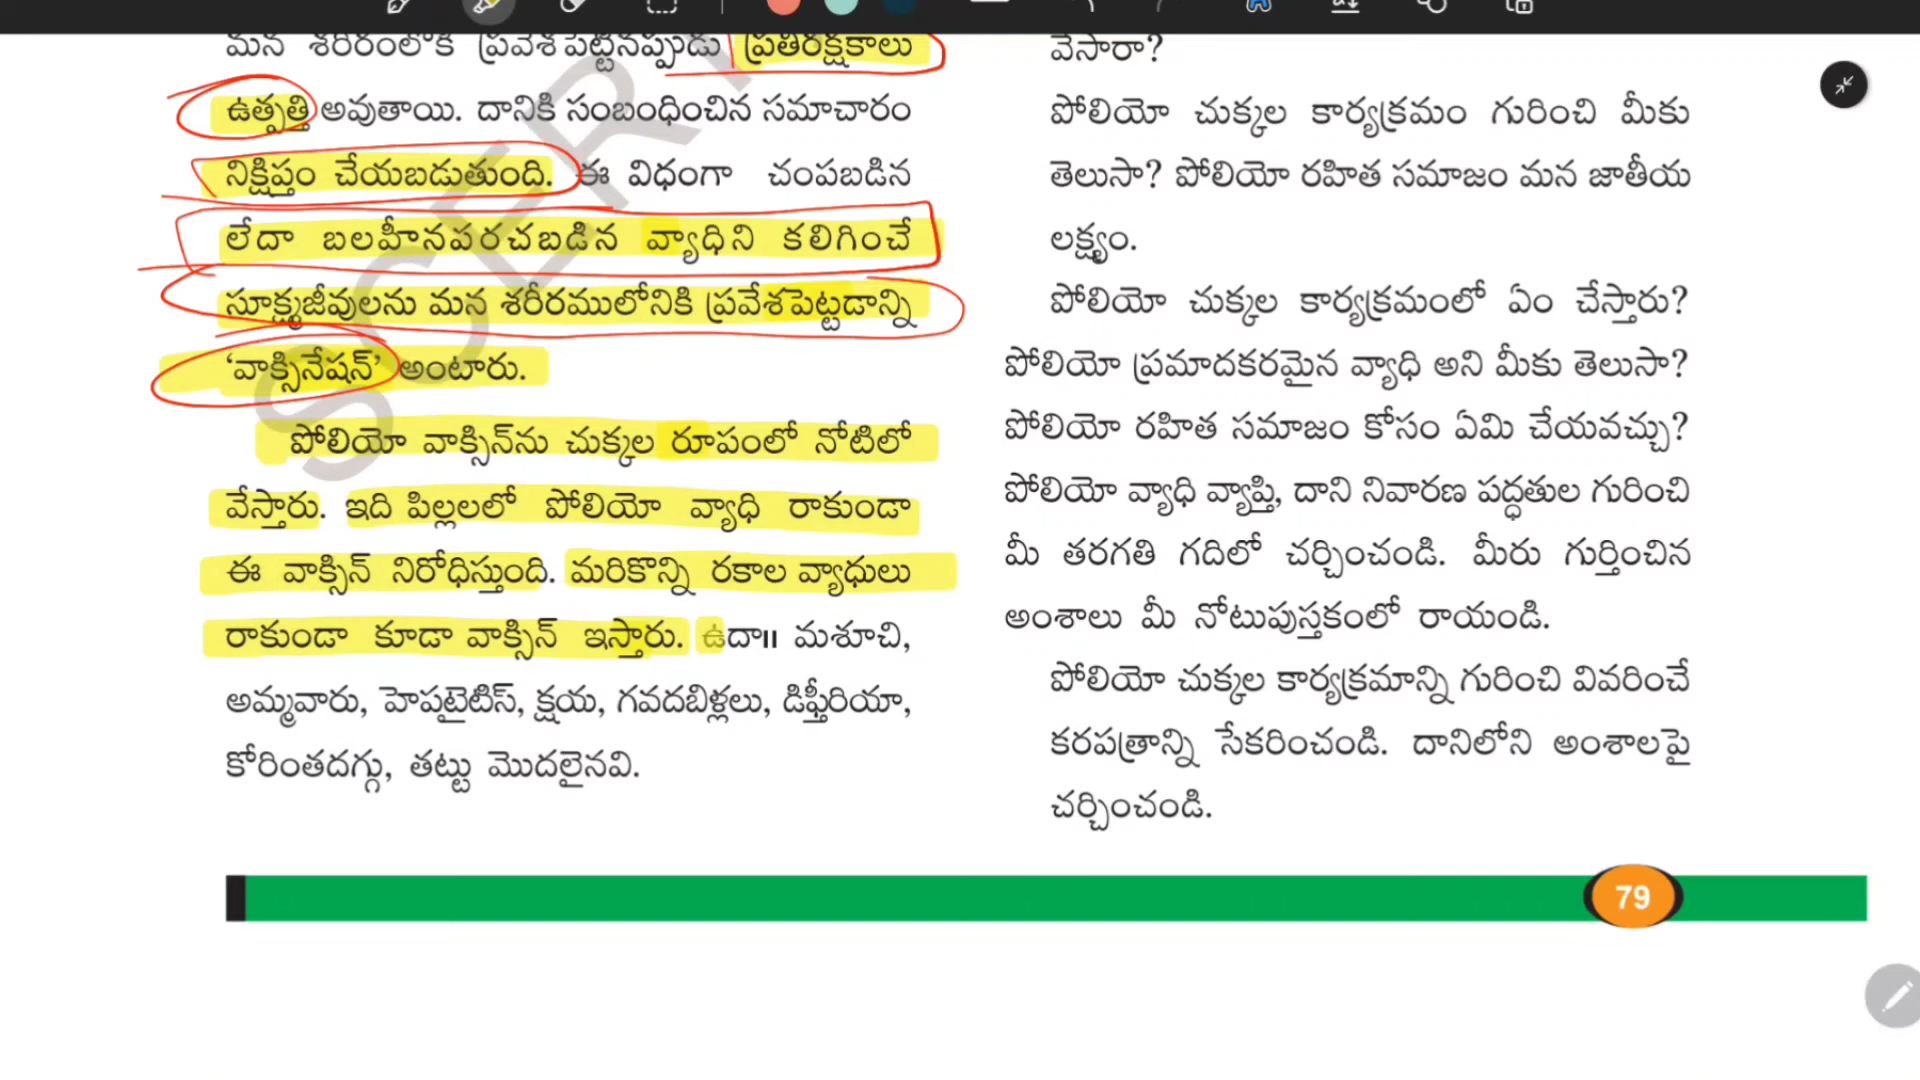 మన శరీరంలోకి ప్రవేశపెట్టినప్పుడు ప్రతిరక్షకాలు
ఉత్పత్తి అవుతాయి. దానికి సంబంధించిన సమాచారం
నిక్షిప్తం చేయబడుతుంది. ఈ విధంగా చంపబడిన
లేదా బలహీనపరచబడిన వ్యాధిని కలిగించే
సూక్ష్మజీవులను మన శరీరములోనికి ప్రవేశపెట్టడాన్ని
‘వాక్సినేషన్’ అంటారు.
పోలియో వాక్సిన్‌ను చుక్కల రూపంలో నోటిలో
వేస్తారు. ఇది పిల్లలలో పోలియో వ్యాధి రాకుండా
ఈ వాక్సిన్ నిరోధిస్తుంది. మరికొన్ని రకాల వ్యాధులు
రాకుండా కూడా వాక్సిన్ ఇస్తారు. ఉదా॥ మశూచి,
అమ్మవారు, హెపటైటిస్, క్షయ, గవదబిళ్లలు, డిఫ్తీరియా,
కోరింతదగ్గు, తట్టు మొదలైనవి.
వేసారా?
పోలియో చుక్కల కార్యక్రమం గురించి మీకు
తెలుసా? పోలియో రహిత సమాజం మన జాతీయ
లక్ష్యం.
పోలియో చుక్కల కార్యక్రమంలో ఏం చేస్తారు?
పోలియో ప్రమాదకరమైన వ్యాధి అని మీకు తెలుసా?
పోలియో రహిత సమాజం కోసం ఏమి చేయవచ్చు?
పోలియో వ్యాధి వ్యాప్తి, దాని నివారణ పద్ధతుల గురించి
మీ తరగతి గదిలో చర్చించండి. మీరు గుర్తించిన
అంశాలు మీ నోటుపుస్తకంలో రాయండి.
పోలియో చుక్కల కార్యక్రమాన్ని గురించి వివరించే
కరపత్రాన్ని సేకరించండి. దానిలోని అంశాలపై
చర్చించండి.
79
SCERT